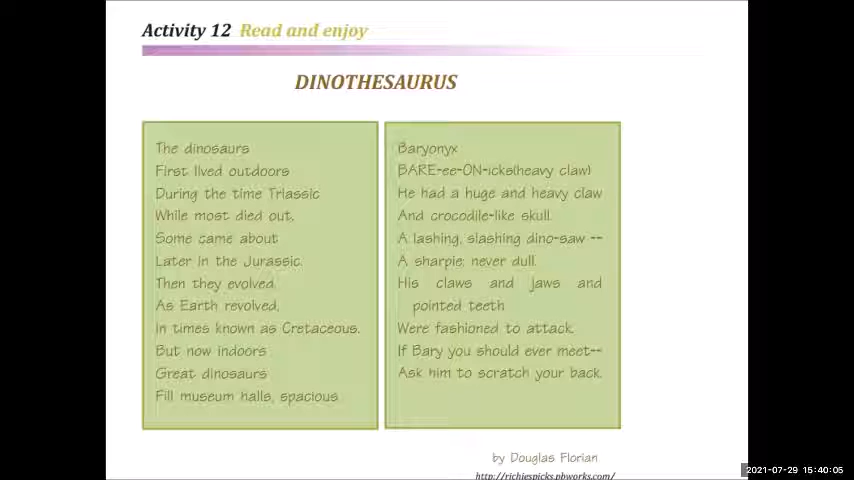 Activity 12 Read and enjoy
DINOTHESAURUS
The dinosaurs
First lived outdoors
During the time Triassic
While most died out,
Some came about
Later in the Jurassic.
Then they evolved,
As Earth revolved,
In times known as Cretaceous.
But now indoors
Great dinosaurs
Fill museum halls, spacious
Baryonyx
BARE-ee-ON-icks(heavy claw)
He had a huge and heavy claw
And crocodile-like skull.
A lashing, slashing dino-saw --
A sharpie, never dull.
His claws and jaws and
pointed teeth
Were fashioned to attack.
If Bary you should ever meet--
Ask him to scratch your back.
by Douglas Florian
http://richiespicks.pbworks.com/
2021-07-29 15:40:05